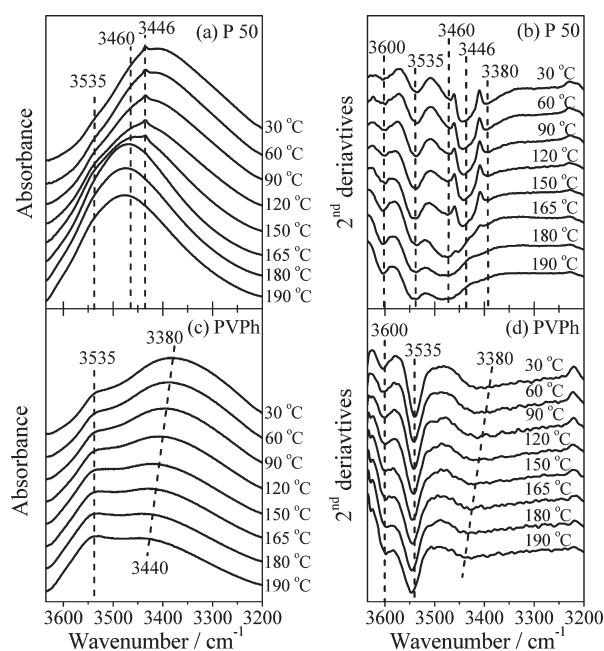 3446
3460
(a) P 50
3535
30 °C
60 °C
90 °C
120 °C
150 °C
165 °C
180 °C
190 °C
Absorbance
3460
(b) P 50
3600
3535
3446
3380
30 °C
60 °C
90 °C
120 °C
150 °C
165 °C
180 °C
190 °C
2nd deriavtives
(c) PVPh
3535
3380
30 °C
60 °C
90 °C
120 °C
150 °C
165 °C
180 °C
190 °C
3440
Absorbance
3600 3500 3400 3300 3200
Wavenumber / cm-1
3600
(d) PVPh
3535
3380
30 °C
60 °C
90 °C
120 °C
150 °C
165 °C
180 °C
190 °C
2nd deriavtives
3600 3500 3400 3300 3200
Wavenumber / cm-1